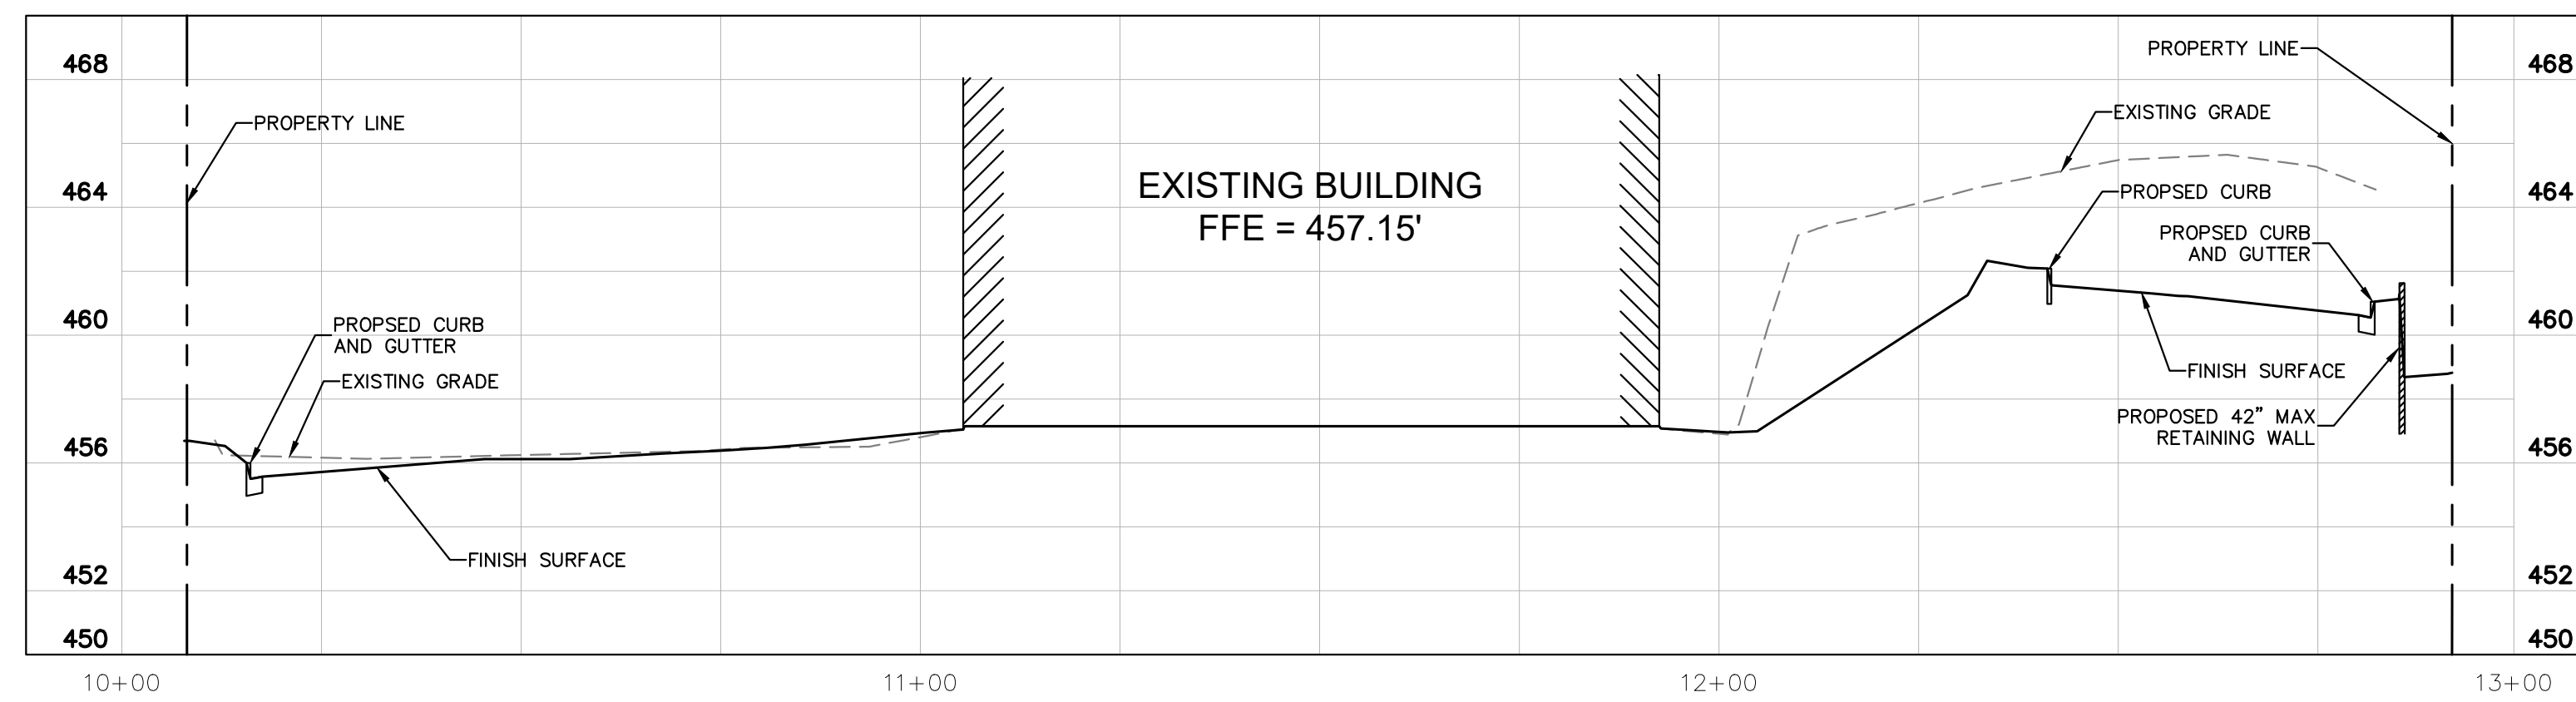 468
464
460
456
452
450
PROPERTY LINE
PROPSED CURB
AND GUTTER
EXISTING GRADE
FINISH SURFACE
EXISTING BUILDING
FFE = 457.15'
PROPERTY LINE
EXISTING GRADE
PROPSED CURB
PROPSED CURB
AND GUTTER
FINISH SURFACE
PROPOSED 42” MAX
RETAINING WALL
468
464
460
456
452
450
10+00
11+00
12+00
13+00